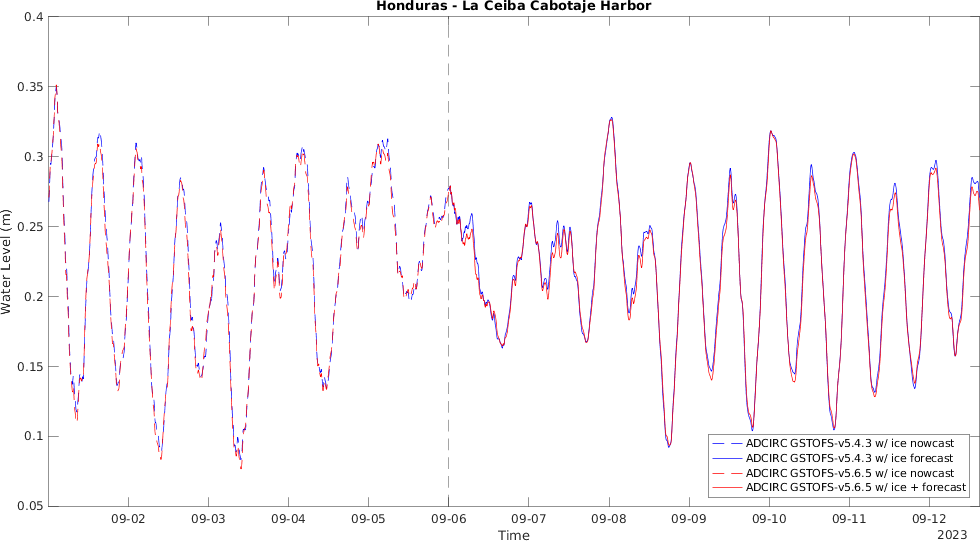 Honduras - La Ceiba Cabotaje Harbor
0.4
0.35
0.3
0.25
0.2
0.15
0.1
0.05
Water Level (m)
ADCIRC GSTOFS-v5.4.3 w/ ice nowcast
ADCIRC GSTOFS-v5.4.3 w/ ice forecast
ADCIRC GSTOFS-v5.6.5 w/ ice nowcast
ADCIRC GSTOFS-v5.6.5 w/ ice + forecast
09-02 09-03 09-04 09-05 09-06 09-07 09-08 09-09 09-10 09-11 09-12
Time
2023